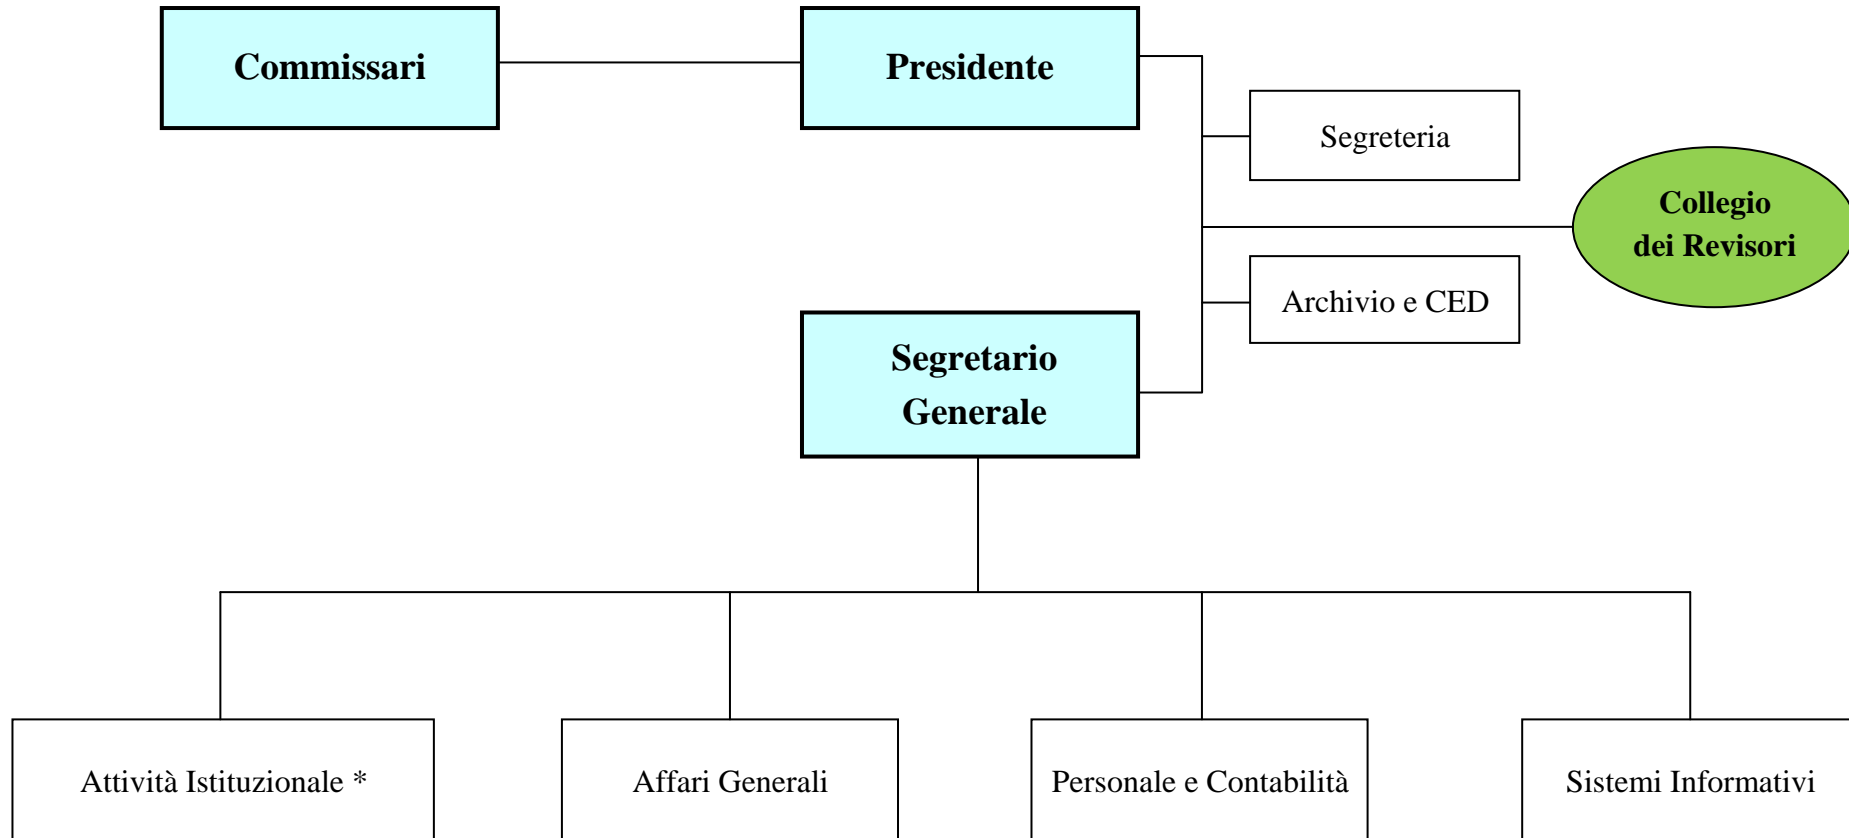 Commissari
Presidente
Segreteria
Collegio
dei Revisori
Archivio e CED
Segretario
Generale
Attività Istituzionale *
Affari Generali
Personale e Contabilità
Sistemi Informativi